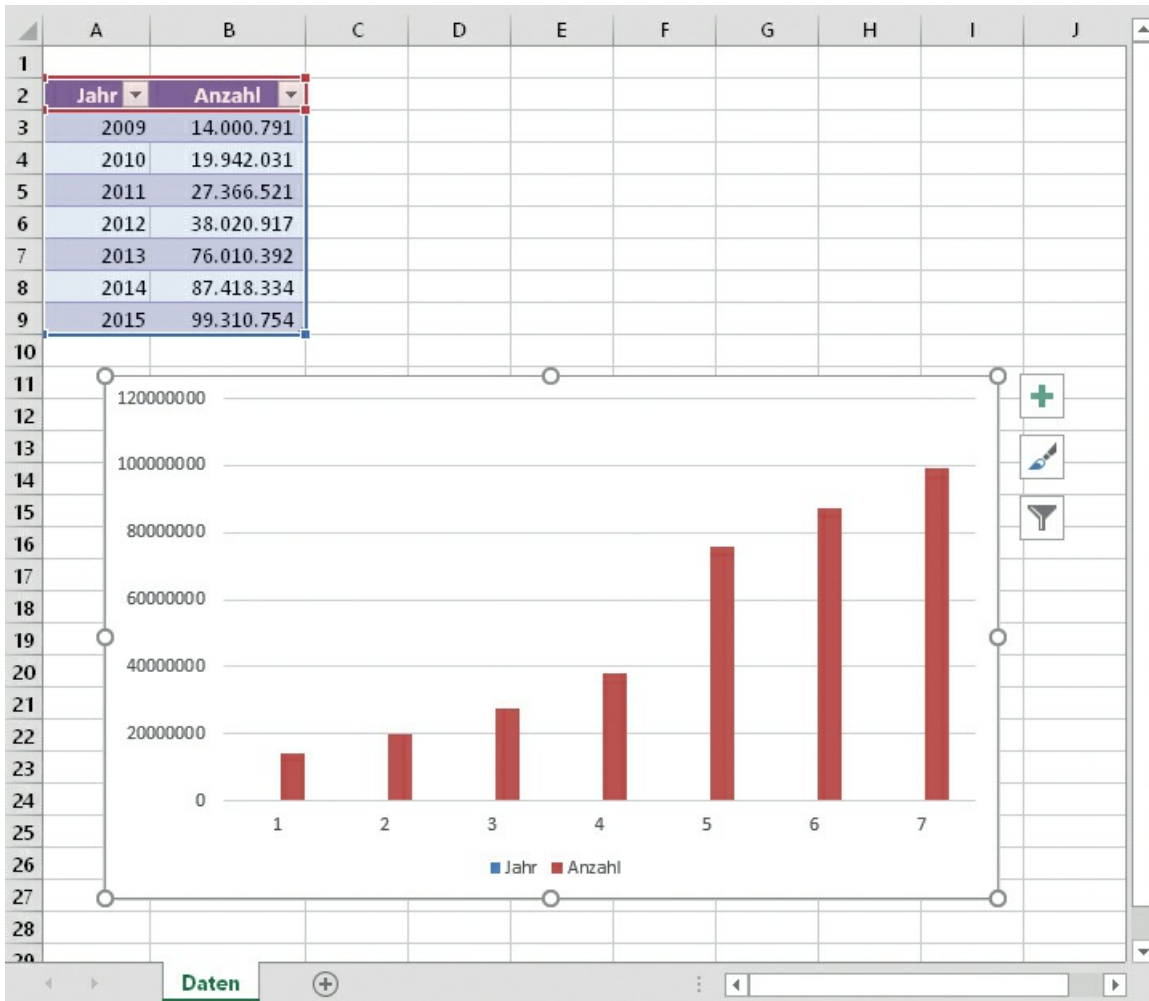 A B C D E F G H I J
1
2 Jahr Anzahl
3 2009 14.000.791
4 2010 19.942.031
5 2011 27.366.521
6 2012 38.020.917
7 2013 76.010.392
8 2014 87.418.334
9 2015 99.310.754
10
11
12
13
14
15
16
17
18
19
20
21
22
23
24
25
26
27
28
29
120000000
100000000
80000000
60000000
40000000
20000000
0
1 2 3 4 5 6 7
Jahr Anzahl
Daten